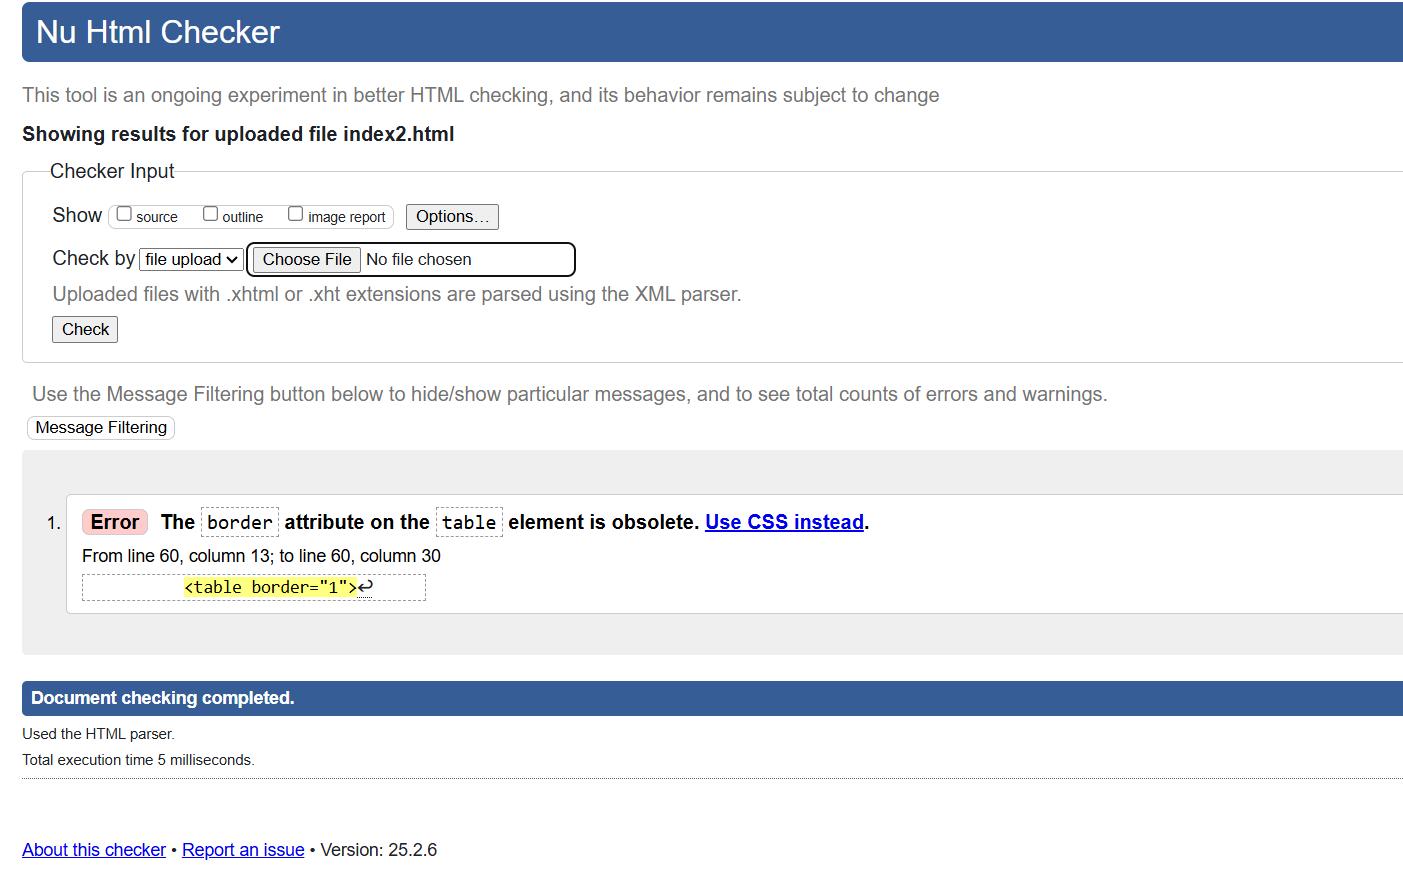 Nu Html Checker
This tool is an ongoing experiment in better HTML checking, and its behavior remains subject to change
Showing results for uploaded file index2.html
Checker Input
Show source outline image report Options...
Check by file upload Choose File No file chosen
Uploaded files with .xhtml or .xht extensions are parsed using the XML parser.
Check
Use the Message Filtering button below to hide/show particular messages, and to see total counts of errors and warnings.
Message Filtering
1. Error The border attribute on the table element is obsolete. Use CSS instead.
From line 60, column 13; to line 60, column 30
<table border="1">↩
Document checking completed.
Used the HTML parser.
Total execution time 5 milliseconds.
About this checker • Report an issue • Version: 25.2.6